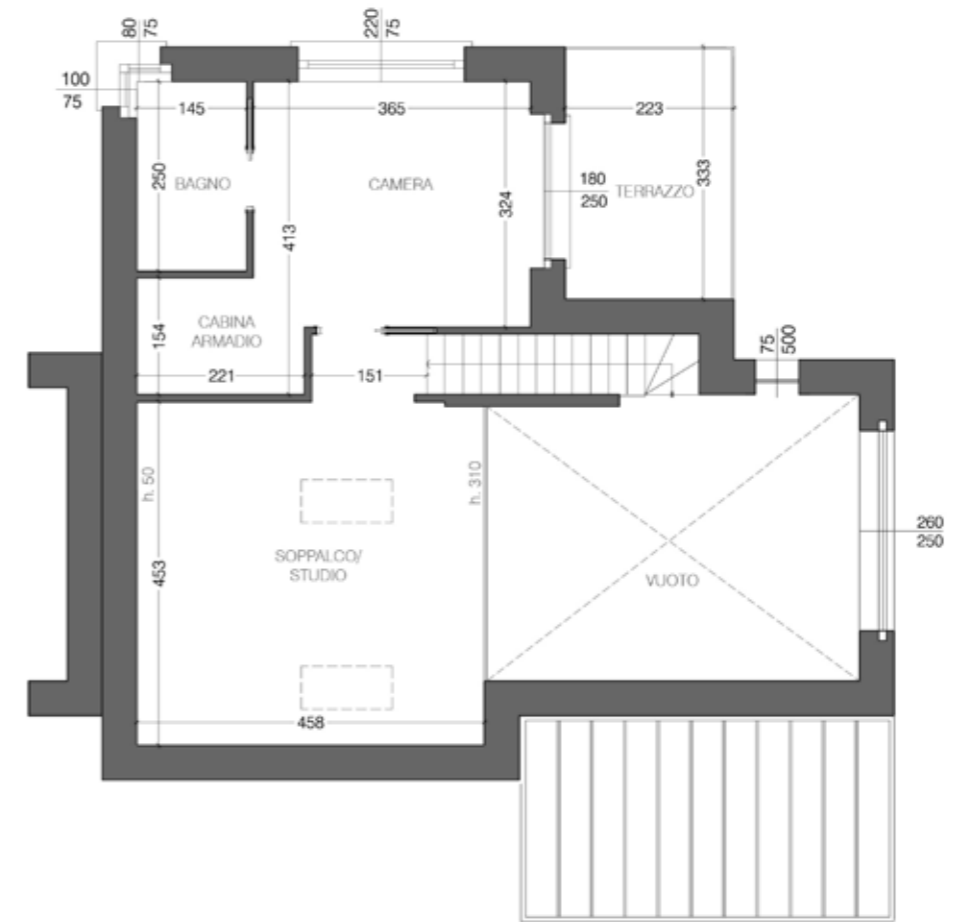 80
75
220
75
100
75
145
365
223
250
BAGNO
CAMERA
180
250
TERRAZZO
333
324
413
154
CABINA
ARMADIO
221
151
75
500
h. 50
h. 310
453
SOPPALCO/
STUDIO
VUOTO
260
250
458